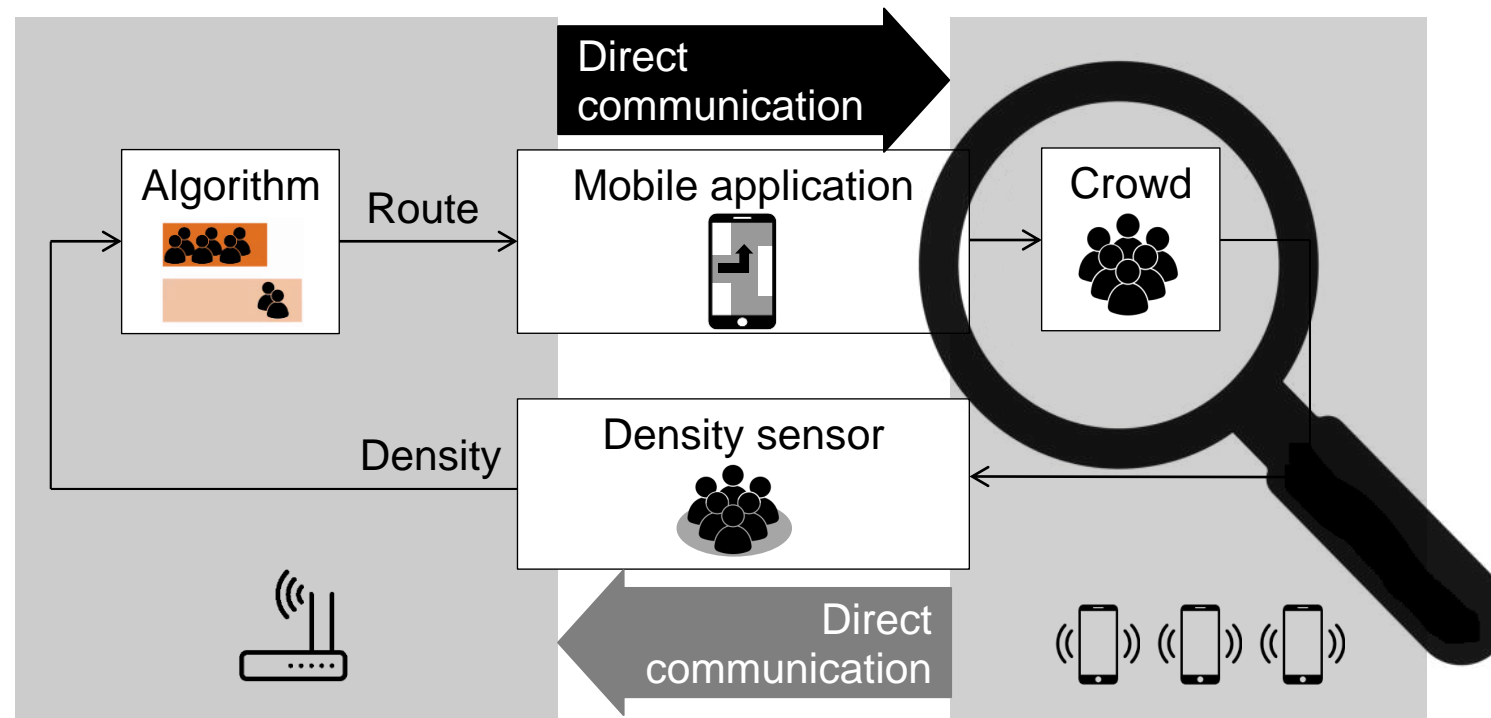 Direct
communication
Algorithm
Route
Mobile application
Crowd
Density
Density sensor
Direct
communication